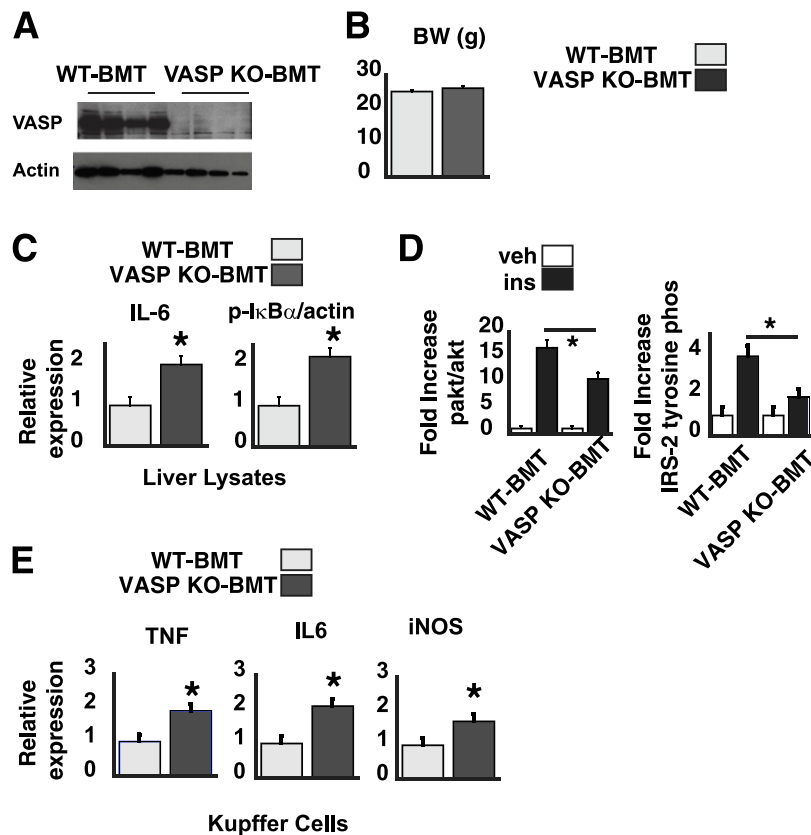 A
WT-BMT VASP KO-BMT
VASP
Actin
B
BW (g)
30
20
10
0
WT-BMT
VASP KO-BMT
C
WT-BMT
VASP KO-BMT
IL-6
p-IκBα/actin
Relative
expression
2
1
0
*
2
1
0
*
Liver Lysates
D
veh
ins
Fold Increase
pakt/akt
20
15
10
5
0
*
WT-BMT
VASP KO-BMT
Fold Increase
IRS-2 tyrosine phos
4
2
0
*
WT-BMT
VASP KO-BMT
E
WT-BMT
VASP KO-BMT
TNF
IL6
iNOS
Relative
expression
3
2
1
0
*
3
2
1
0
*
3
2
1
0
*
Kupffer Cells